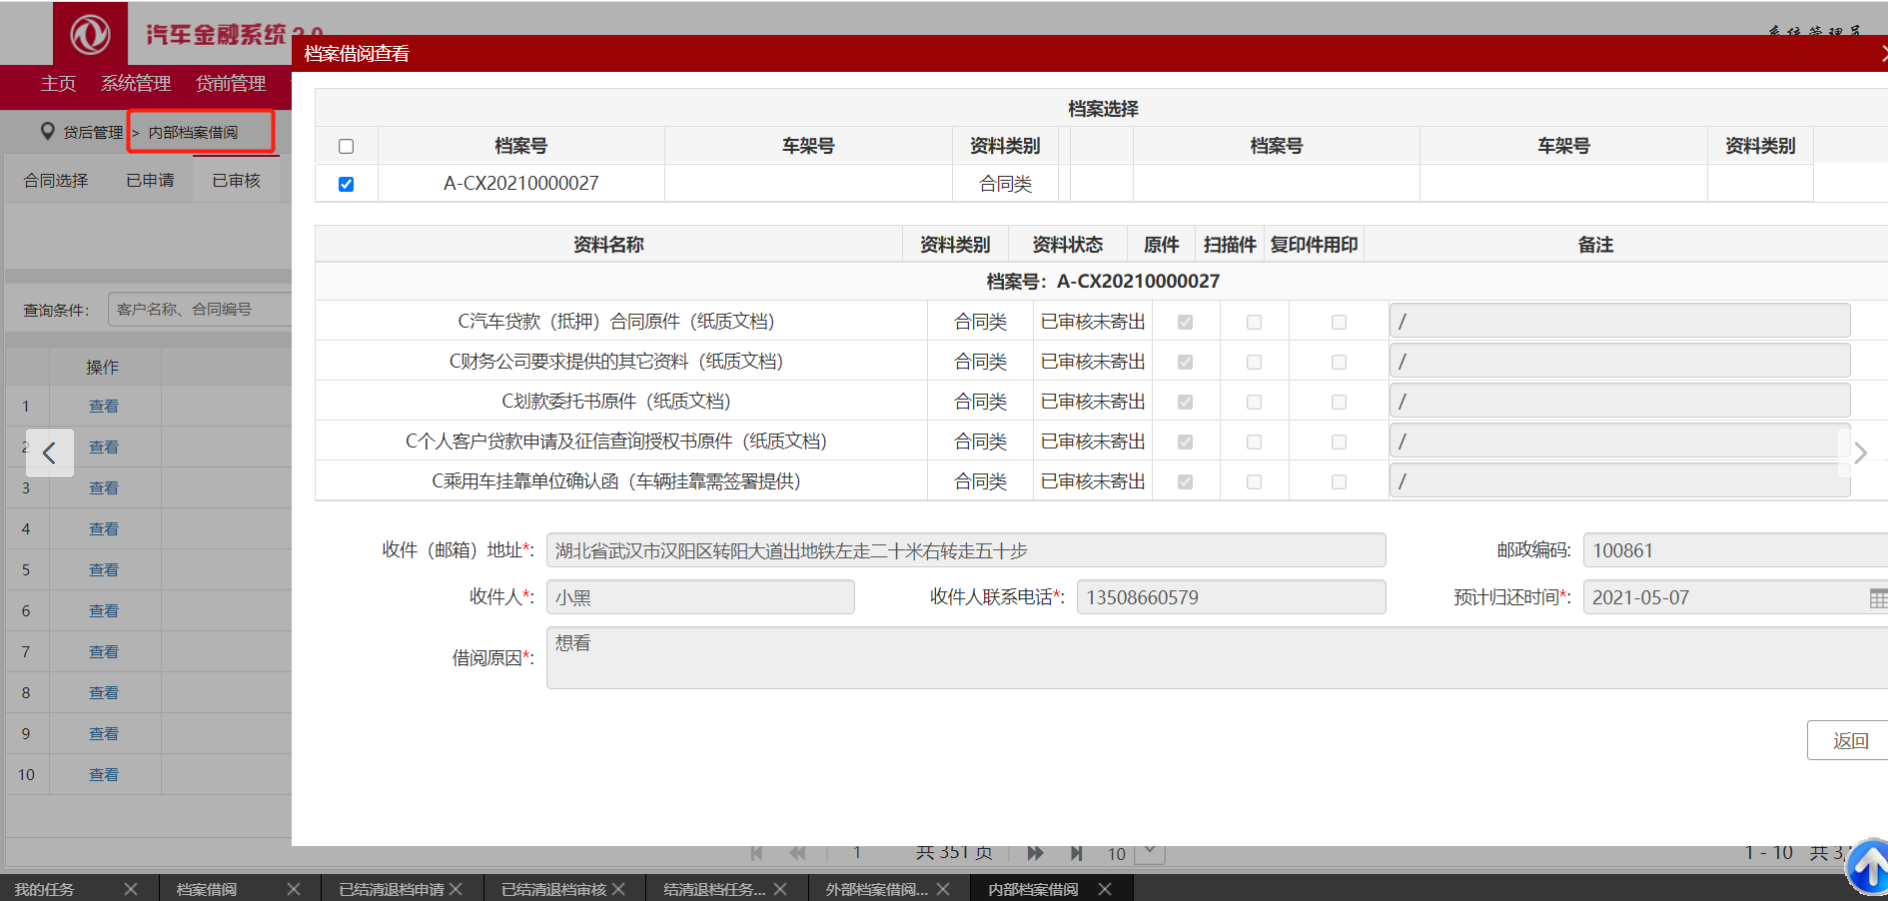 汽车金融系统 2.0
系统管理员
档案借阅查看
主页 系统管理 贷前管理
贷后管理 > 内部档案借阅
合同选择 已申请 已审核
档案选择
档案号 车架号 资料类别 档案号 车架号 资料类别
A-CX20210000027 合同类
资料名称 资料类别 资料状态 原件 扫描件 复印件用印 备注
档案号：A-CX20210000027
查询条件: 客户名称、合同编号
C汽车贷款（抵押）合同原件（纸质文档） 合同类 已审核未寄出 /
C财务公司要求提供的其它资料（纸质文档） 合同类 已审核未寄出 /
C划款委托书原件（纸质文档） 合同类 已审核未寄出 /
C个人客户贷款申请及征信查询授权书原件（纸质文档） 合同类 已审核未寄出 /
C乘用车挂靠单位确认函（车辆挂靠需签署提供） 合同类 已审核未寄出 /
操作
1 查看
2 查看
3 查看
4 查看
5 查看
6 查看
7 查看
8 查看
9 查看
10 查看
收件（邮箱）地址*: 湖北省武汉市汉阳区转阳大道出地铁左走二十米右转走五十步 邮政编码: 100861
收件人*: 小黑 收件人联系电话*: 13508660579 预计归还时间*: 2021-05-07
借阅原因*: 想看
返回
1 共 351 页 10 1 - 10 共 3,
我的任务 档案借阅 已结清退档申请 已结清退档审核 结清退档任务... 外部档案借阅... 内部档案借阅